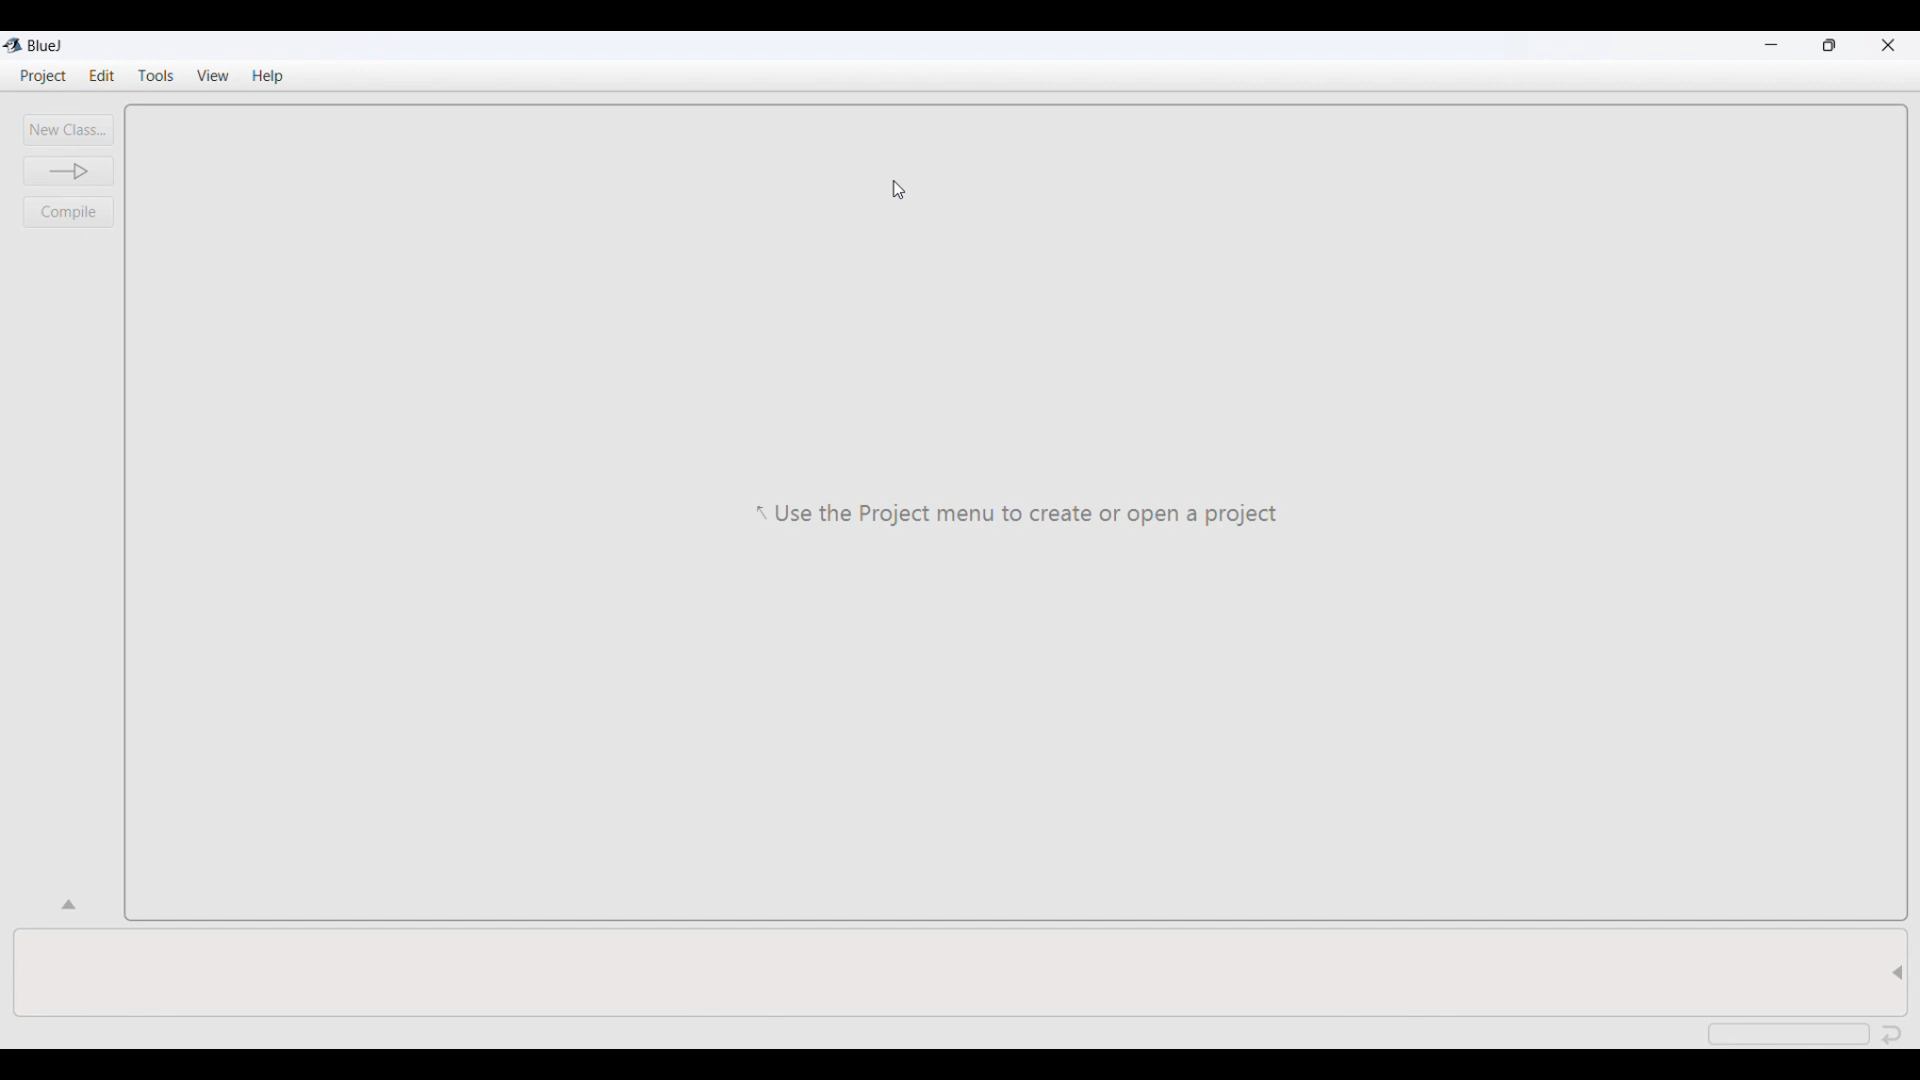 BlueJ
Project Edit Tools View Help
New Class...
Compile
Use the Project menu to create or open a project